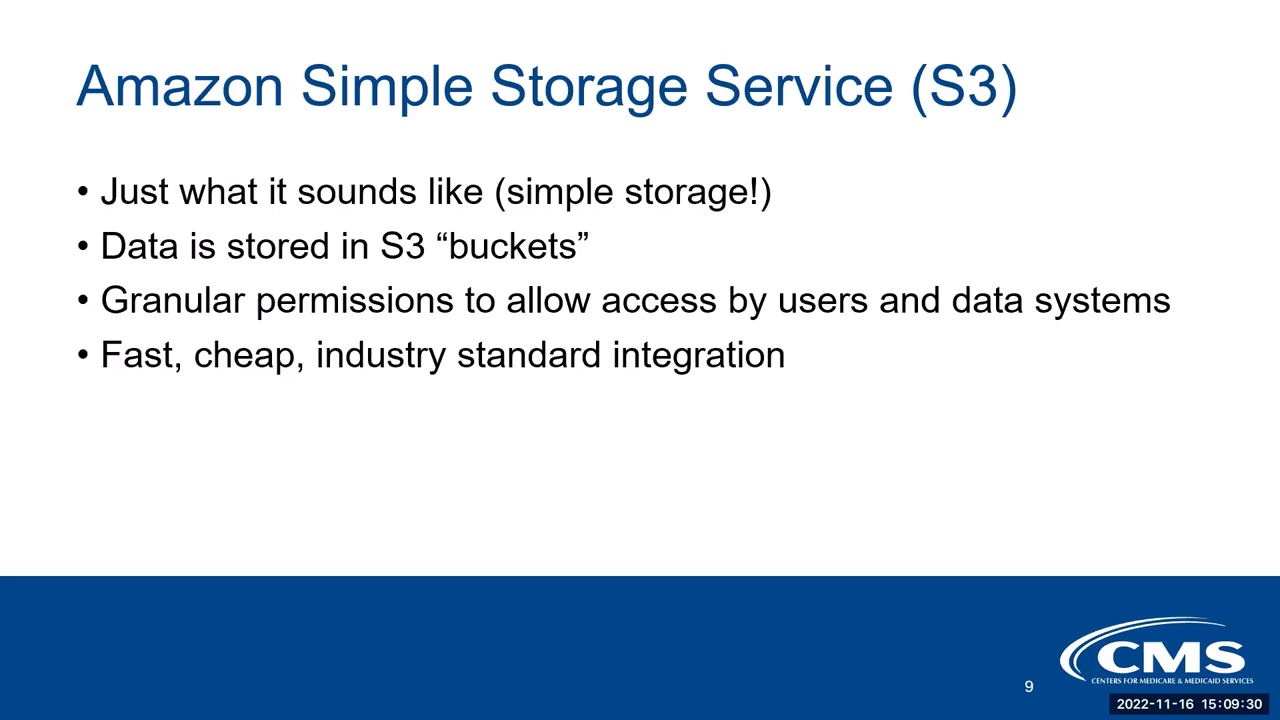 Amazon Simple Storage Service (S3)
• Just what it sounds like (simple storage!)
• Data is stored in S3 “buckets”
• Granular permissions to allow access by users and data systems
• Fast, cheap, industry standard integration
CMS
CENTERS FOR MEDICARE & MEDICAID SERVICES
9
2022-11-16 15:09:30